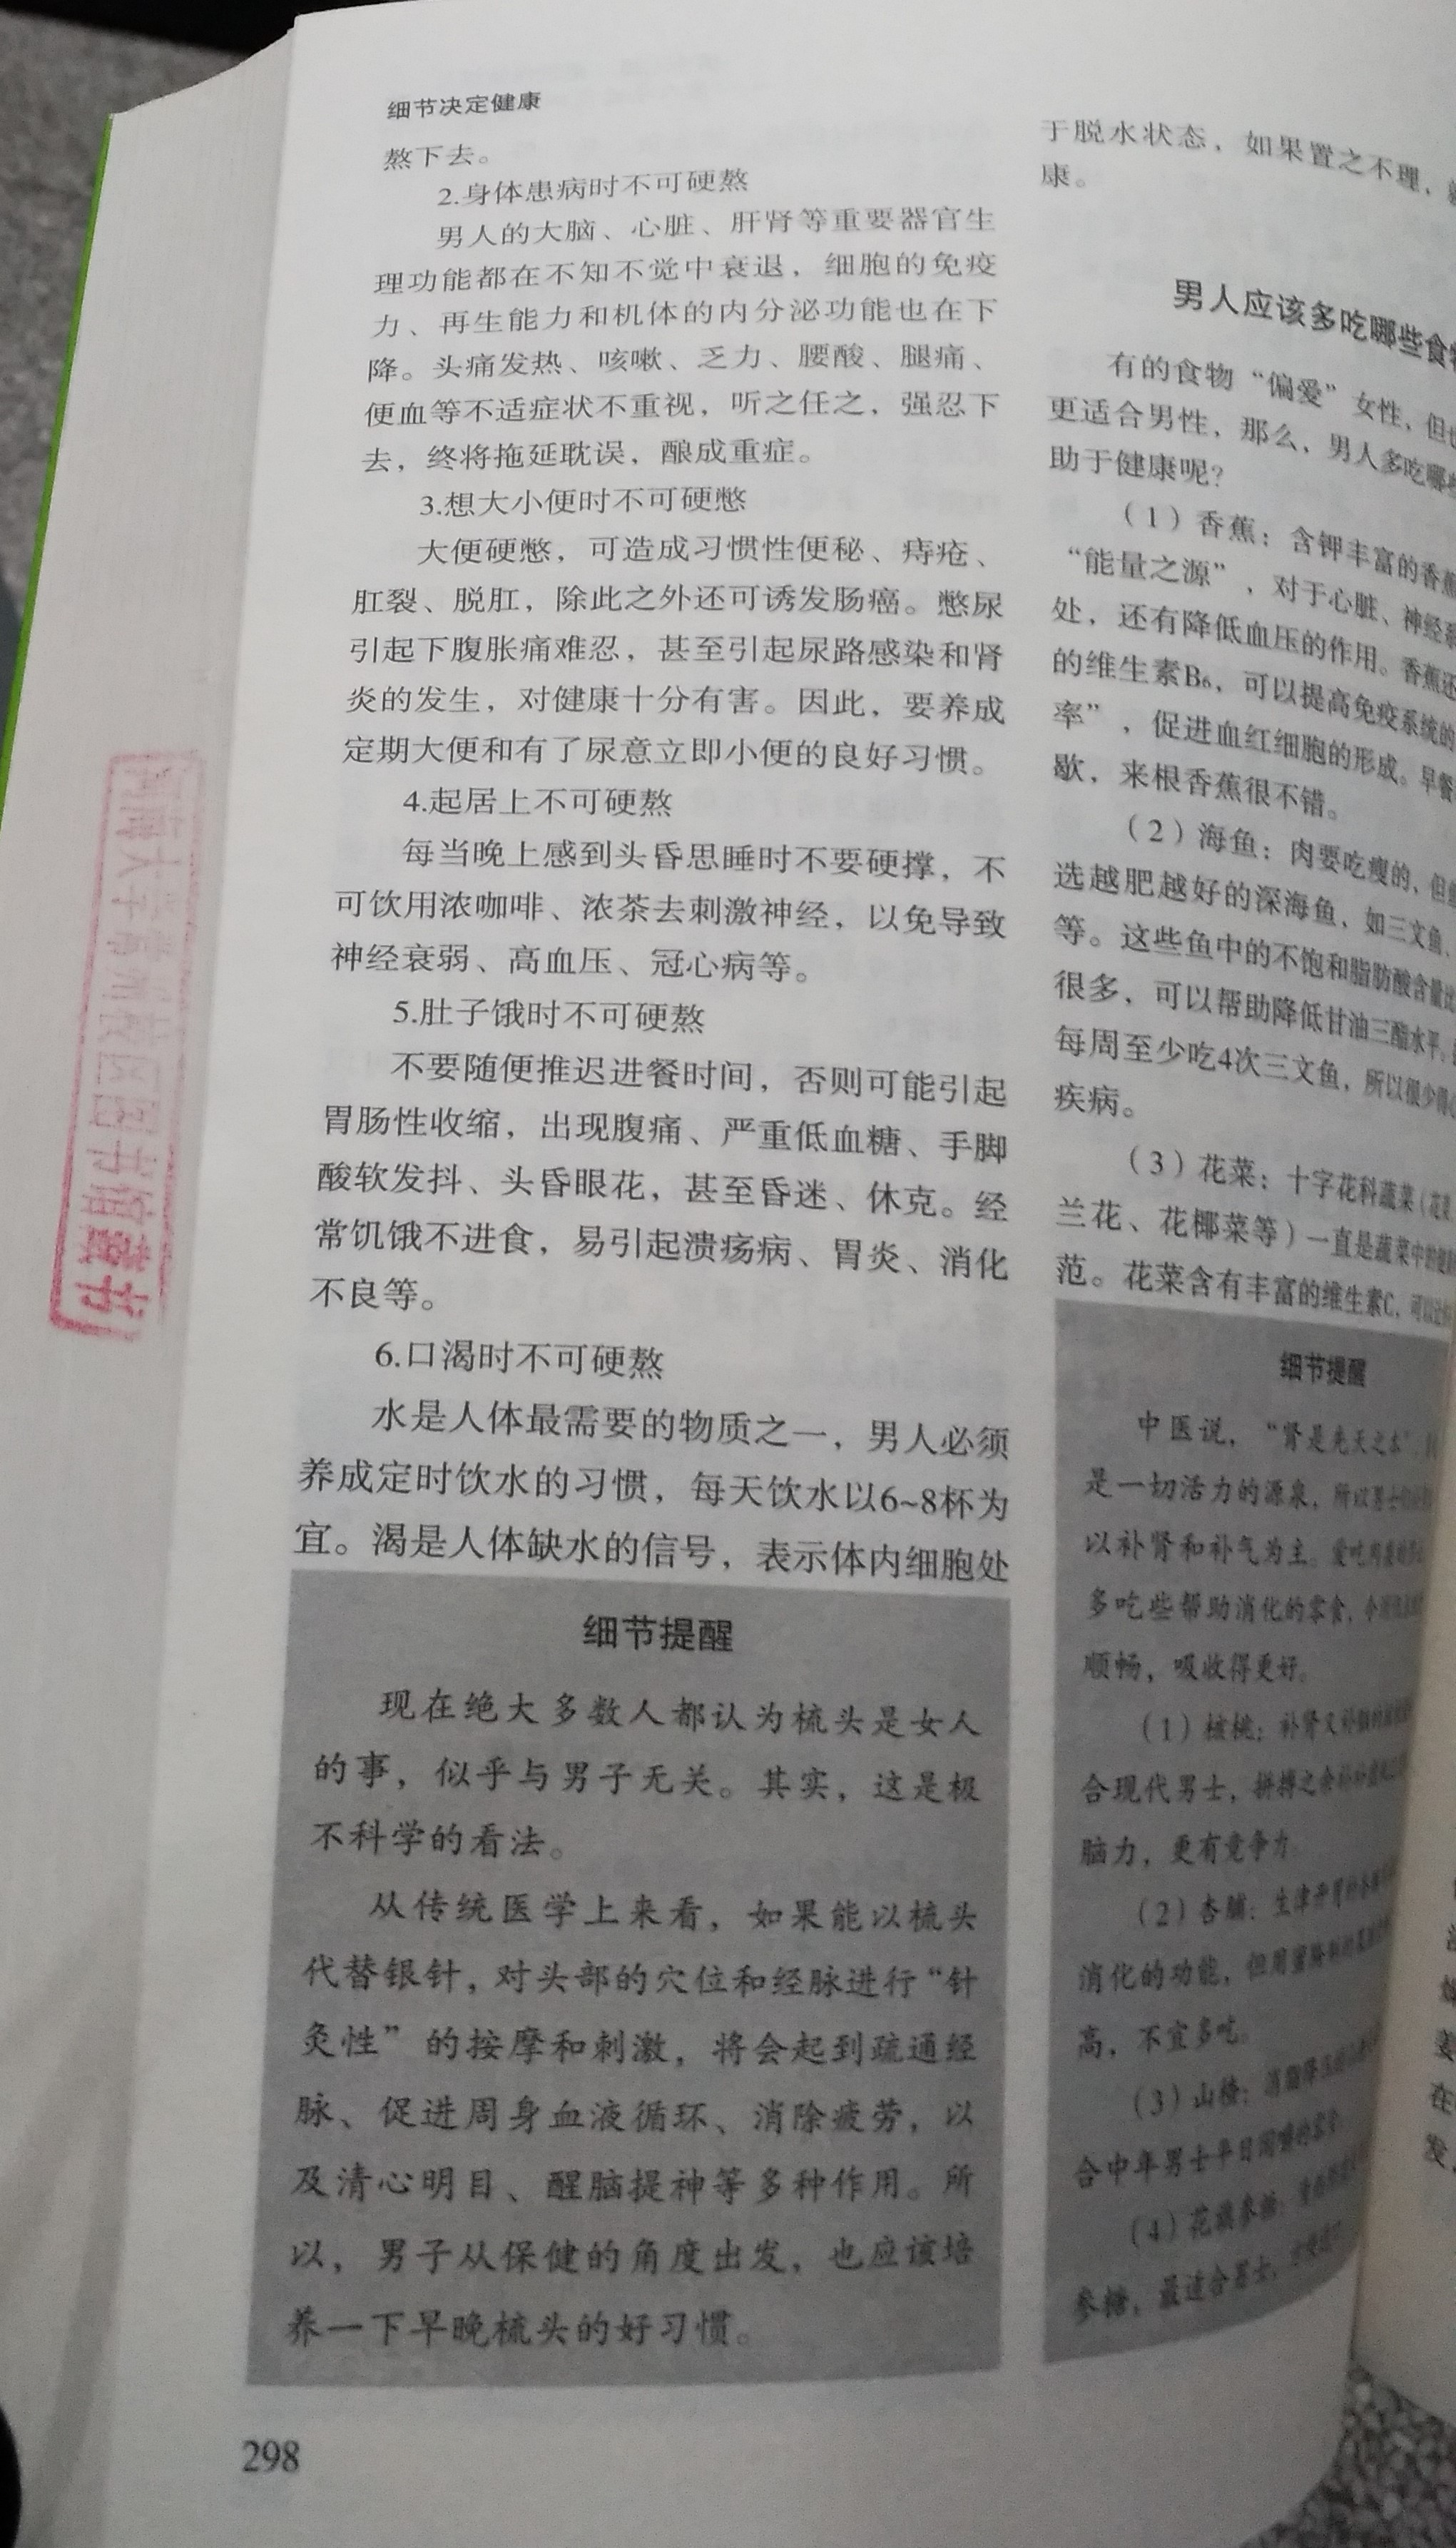 细节决定健康
熬下去。
2.身体患病时不可硬熬
男人的大脑、心脏、肝肾等重要器官生
理功能都在不知不觉中衰退，细胞的免疫
力、再生能力和机体的内分泌功能也在下
降。头痛发热、咳嗽、乏力、腰酸、腿痛、
便血等不适症状不重视，听之任之，强忍下
去，终将拖延耽误，酿成重症。
3.想大小便时不可硬憋
大便硬憋，可造成习惯性便秘、痔疮、
肛裂、脱肛，除此之外还可诱发肠癌。憋尿
引起下腹胀痛难忍，甚至引起尿路感染和肾
炎的发生，对健康十分有害。因此，要养成
定期大便和有了尿意立即小便的良好习惯。
4.起居上不可硬熬
每当晚上感到头昏思睡时不要硬撑，不
可饮用浓咖啡、浓茶去刺激神经，以免导致
神经衰弱、高血压、冠心病等。
5.肚子饿时不可硬熬
不要随便推迟进餐时间，否则可能引起
胃肠性收缩，出现腹痛、严重低血糖、手脚
酸软发抖、头昏眼花，甚至昏迷、休克。经
常饥饿不进食，易引起溃疡病、胃炎、消化
不良等。
6.口渴时不可硬熬
水是人体最需要的物质之一，男人必须
养成定时饮水的习惯，每天饮水以6~8杯为
宜。渴是人体缺水的信号，表示体内细胞处
细节提醒
现在绝大多数人都认为梳头是女人
的事，似乎与男子无关。其实，这是极
不科学的看法。
从传统医学上来看，如果能以梳头
代替银针，对头部的穴位和经脉进行“针
灸性”的按摩和刺激，将会起到疏通经
脉、促进周身血液循环、消除疲劳，以
及清心明目、醒脑提神等多种作用。所
以，男子从保健的角度出发，也应该培
养一下早晚梳头的好习惯。
298
于脱水状态，如果置之不理，
康。
男人应该多吃哪些食
有的食物“偏爱”女性，但
更适合男性，那么，男人多吃哪
助于健康呢？
（1）香蕉：含钾丰富的香蕉
“能量之源”，对于心脏、神经
处，还有降低血压的作用。香蕉还
的维生素B₆，可以提高免疫系统的
率”，促进血红细胞的形成。早餐
歇，来根香蕉很不错。
（2）海鱼：肉要吃瘦的，但
选越肥越好的深海鱼，如三文鱼、
等。这些鱼中的不饱和脂肪酸含量
很多，可以帮助降低甘油三酯水平。
每周至少吃4次三文鱼，所以很少得
疾病。
（3）花菜：十字花科蔬菜（花
兰花、花椰菜等）一直是蔬菜中的
范。花菜含有丰富的维生素C，可以
细节提醒
中医说，“肾是先天之本”，
是一切活力的源泉，所以男士
以补肾和补气为主。爱吃
多吃些帮助消化的零食，令
顺畅，吸收得更好。
（1）核桃：补肾又补脑
合现代男士，拼搏之余补补
脑力，更有竞争力。
（2）杏脯：生津开胃
消化的功能，但用蜜
高，不宜多吃。
（3）山楂：消脂降压
合中年男士平日闲嚼的零食
（4）花旗参糖：
参糖，最适合男士，